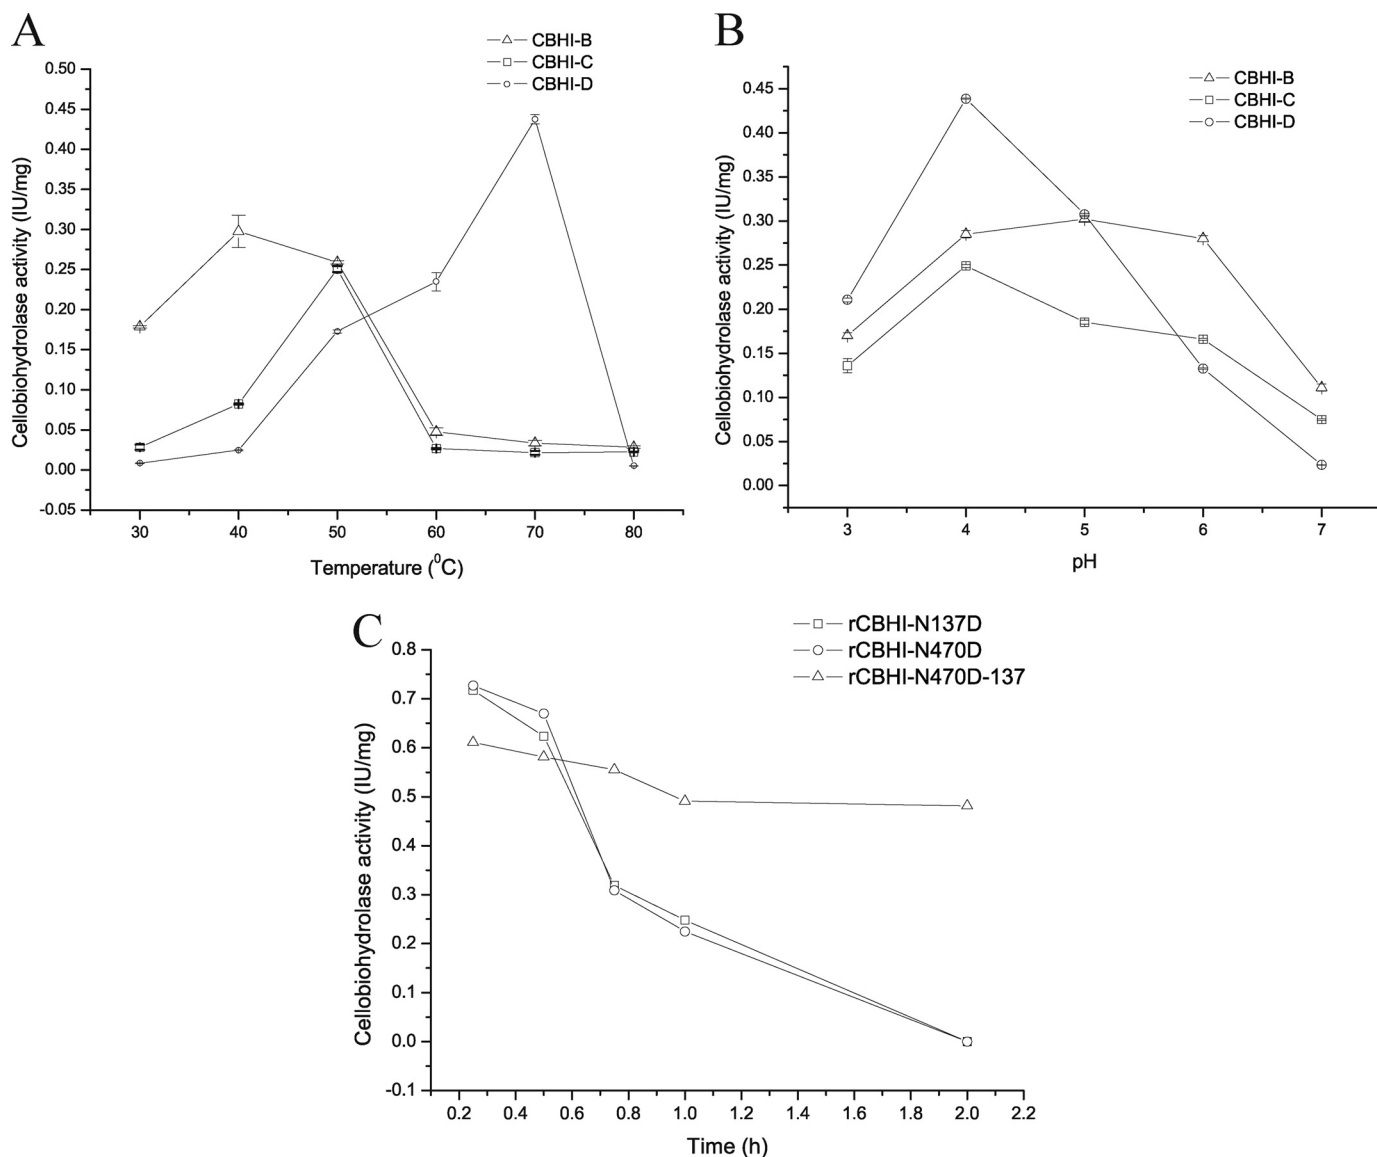 A
CBHI-B
CBHI-C
CBHI-D
0.50
0.45
0.40
0.35
0.30
0.25
0.20
0.15
0.10
0.05
0.00
-0.05
Cellobiohydrolase activity (IU/mg)
30 40 50 60 70 80
Temperature (⁰C)
B
CBHI-B
CBHI-C
CBHI-D
0.45
0.40
0.35
0.30
0.25
0.20
0.15
0.10
0.05
0.00
Cellobiohydrolase activity (IU/mg)
3 4 5 6 7
pH
C
rCBHI-N137D
rCBHI-N470D
rCBHI-N470D-137
0.8
0.7
0.6
0.5
0.4
0.3
0.2
0.1
0.0
-0.1
Cellobiohydrolase activity (IU/mg)
0.2 0.4 0.6 0.8 1.0 1.2 1.4 1.6 1.8 2.0 2.2
Time (h)